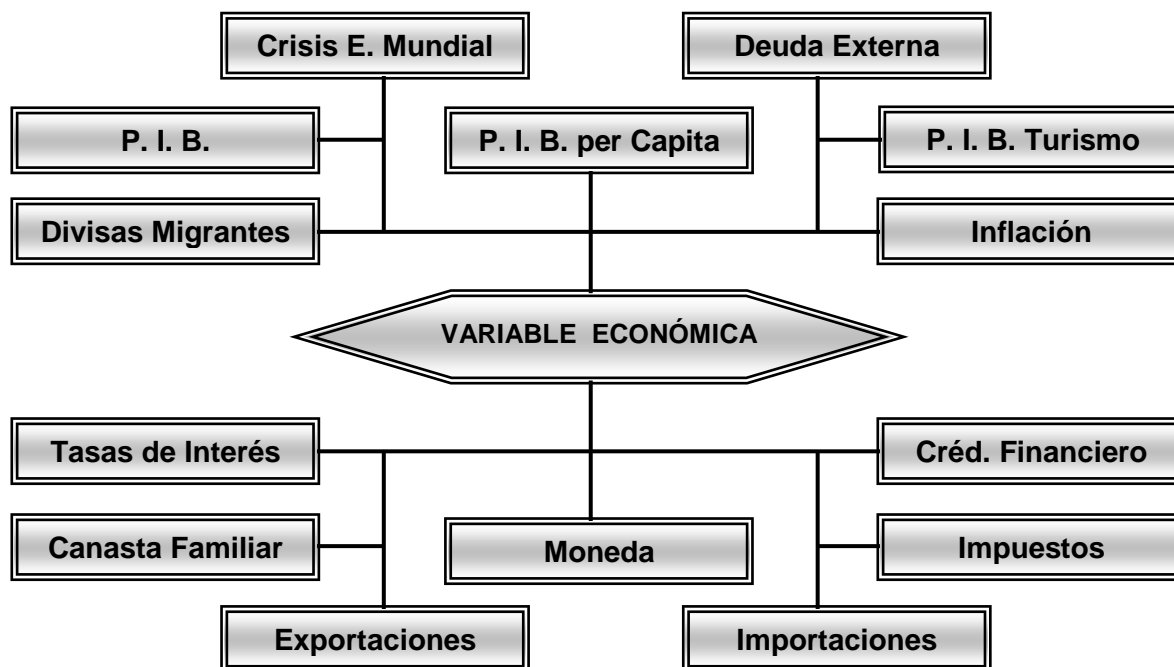 Crisis E. Mundial
Deuda Externa
P. I. B.
P. I. B. per Capita
P. I. B. Turismo
Divisas Migrantes
Inflación
VARIABLE ECONÓMICA
Tasas de Interés
Créd. Financiero
Canasta Familiar
Moneda
Impuestos
Exportaciones
Importaciones